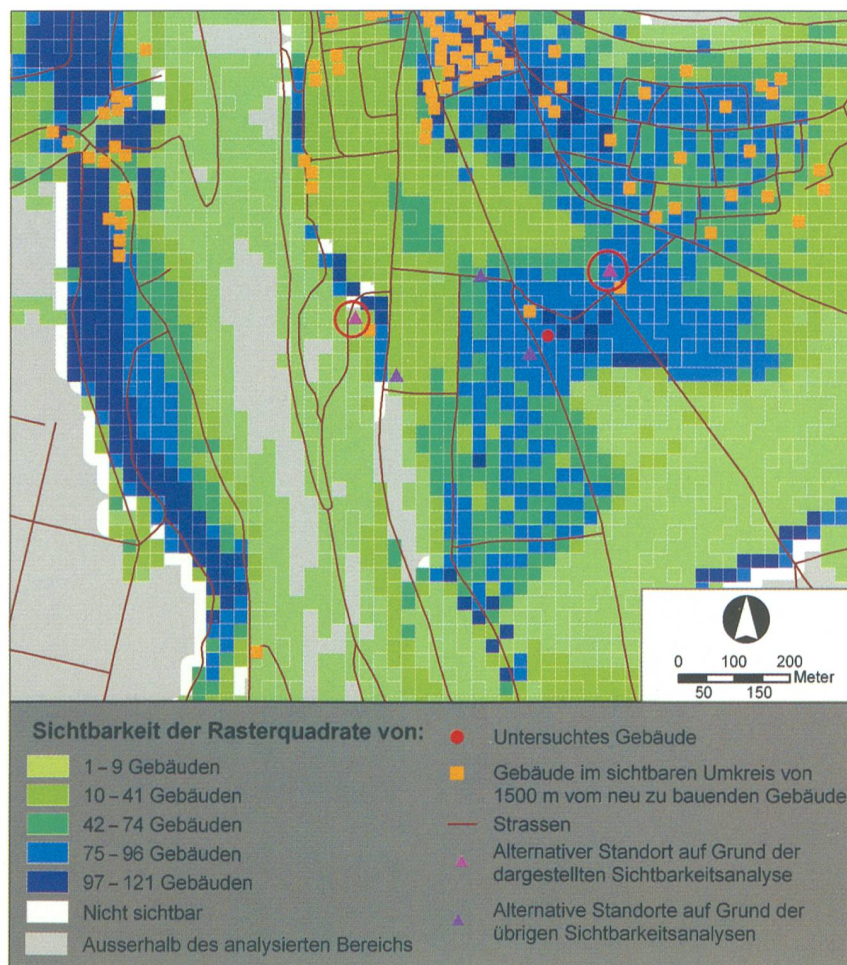 0 100 200
Meter
50 150
Sichtbarkeit der Rasterquadrate von:
1 – 9 Gebäuden
10 – 41 Gebäuden
42 – 74 Gebäuden
75 – 96 Gebäuden
97 – 121 Gebäuden
Nicht sichtbar
Ausserhalb des analysierten Bereichs
Untersuchtes Gebäude
Gebäude im sichtbaren Umkreis von
1500 m vom neu zu bauenden Gebäude
Strassen
Alternativer Standort auf Grund der
dargestellten Sichtbarkeitsanalyse
Alternative Standorte auf Grund der
übrigen Sichtbarkeitsanalysen